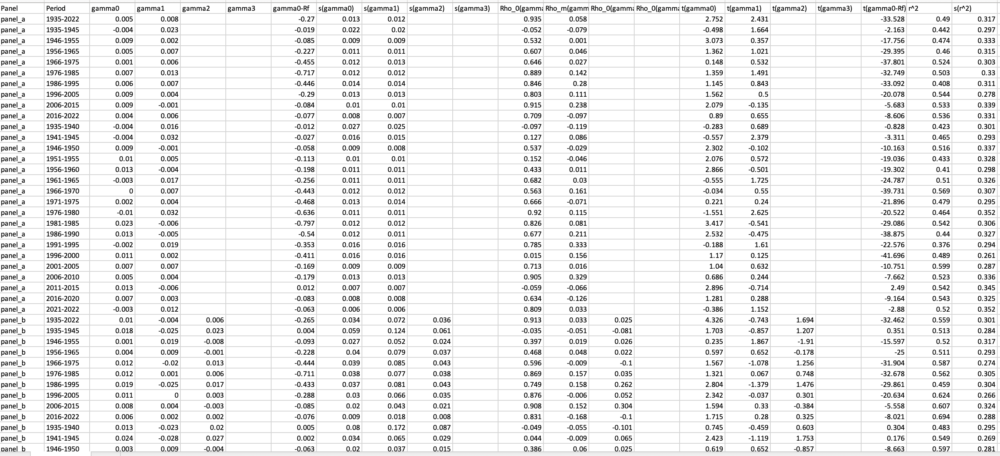 Panel Period gamma0 gamma1 gamma2 gamma3 gamma0-Rf s(gamma0) s(gamma1) s(gamma2) s(gamma3) Rho_0(gamma Rho_m(gamm Rho_0(gamma Rho_0(gamma t(gamma0) t(gamma1) t(gamma2) t(gamma3) t(gamma0-Rf) r^2 s(r^2)
panel_a 1935-2022 0.005 0.008 -0.27 0.013 0.012 0.935 0.058 2.752 2.431 -33.528 0.49 0.317
panel_a 1935-1945 -0.004 0.023 -0.019 0.022 0.02 -0.052 -0.079 -0.498 1.664 -2.163 0.442 0.297
panel_a 1946-1955 0.009 0.002 -0.085 0.009 0.009 0.532 0.001 3.073 0.357 -17.756 0.474 0.333
panel_a 1956-1965 0.005 0.007 -0.227 0.011 0.011 0.607 0.046 1.362 1.021 -29.395 0.46 0.315
panel_a 1966-1975 0.001 0.006 -0.455 0.012 0.013 0.646 0.027 0.148 0.532 -37.801 0.524 0.303
panel_a 1976-1985 0.007 0.013 -0.717 0.012 0.012 0.889 0.142 1.359 1.491 -32.749 0.503 0.33
panel_a 1986-1995 0.006 0.007 -0.446 0.014 0.014 0.846 0.28 1.145 0.843 -33.092 0.408 0.311
panel_a 1996-2005 0.009 0.004 -0.29 0.013 0.013 0.803 0.111 1.562 0.5 -20.078 0.544 0.278
panel_a 2006-2015 0.009 -0.001 -0.084 0.01 0.01 0.915 0.238 2.079 -0.135 -5.683 0.533 0.339
panel_a 2016-2022 0.004 0.006 -0.077 0.008 0.007 0.709 -0.097 0.89 0.655 -8.606 0.536 0.331
panel_a 1935-1940 -0.004 0.016 -0.012 0.027 0.025 -0.097 -0.119 -0.283 0.689 -0.828 0.423 0.301
panel_a 1941-1945 -0.004 0.032 -0.027 0.016 0.015 0.127 0.086 -0.557 2.379 -3.311 0.465 0.293
panel_a 1946-1950 0.009 -0.001 -0.058 0.009 0.008 0.537 -0.029 2.302 -0.102 -10.163 0.516 0.337
panel_a 1951-1955 0.01 0.005 -0.113 0.01 0.01 0.152 -0.046 2.076 0.572 -19.036 0.433 0.328
panel_a 1956-1960 0.013 -0.004 -0.198 0.011 0.011 0.433 0.011 2.866 -0.501 -19.302 0.41 0.298
panel_a 1961-1965 -0.003 0.017 -0.256 0.011 0.011 0.682 0.03 -0.555 1.725 -24.787 0.51 0.326
panel_a 1966-1970 0 0.007 -0.443 0.012 0.012 0.563 0.161 -0.034 0.55 -39.731 0.569 0.307
panel_a 1971-1975 0.002 0.004 -0.468 0.013 0.014 0.666 -0.071 0.221 0.24 -21.896 0.479 0.295
panel_a 1976-1980 -0.01 0.032 -0.636 0.011 0.011 0.92 0.115 -1.551 2.625 -20.522 0.464 0.352
panel_a 1981-1985 0.023 -0.006 -0.797 0.012 0.012 0.826 0.081 3.417 -0.541 -29.086 0.542 0.306
panel_a 1986-1990 0.013 -0.005 -0.54 0.012 0.011 0.677 0.211 2.532 -0.475 -38.875 0.44 0.327
panel_a 1991-1995 -0.002 0.019 -0.353 0.016 0.016 0.785 0.333 -0.188 1.61 -22.576 0.376 0.294
panel_a 1996-2000 0.011 0.002 -0.411 0.016 0.016 0.015 0.156 1.17 0.125 -41.696 0.489 0.261
panel_a 2001-2005 0.007 0.007 -0.169 0.009 0.009 0.713 0.016 1.04 0.632 -10.751 0.599 0.287
panel_a 2006-2010 0.005 0.004 -0.179 0.013 0.013 0.905 0.329 0.686 0.244 -7.662 0.523 0.336
panel_a 2011-2015 0.013 -0.006 0.012 0.007 0.007 -0.059 -0.066 2.896 -0.714 2.49 0.542 0.345
panel_a 2016-2020 0.007 0.003 -0.083 0.008 0.008 0.634 -0.126 1.281 0.288 -9.164 0.543 0.325
panel_a 2021-2022 -0.003 0.012 -0.063 0.006 0.006 0.809 0.033 -0.386 1.152 -2.88 0.52 0.352
panel_b 1935-2022 0.01 -0.004 0.006 -0.265 0.034 0.072 0.036 0.913 0.033 0.025 4.326 -0.743 1.694 -32.462 0.559 0.301
panel_b 1935-1945 0.018 -0.025 0.023 0.004 0.059 0.124 0.061 -0.035 -0.051 -0.081 1.703 -0.857 1.207 0.351 0.513 0.284
panel_b 1946-1955 0.001 0.019 -0.008 -0.093 0.027 0.052 0.024 0.397 0.019 0.026 0.235 1.867 -1.91 -15.597 0.52 0.317
panel_b 1956-1965 0.004 0.009 -0.001 -0.228 0.04 0.079 0.037 0.468 0.048 0.022 0.597 0.652 -0.178 -25 0.511 0.293
panel_b 1966-1975 0.012 -0.02 0.013 -0.444 0.039 0.085 0.043 0.596 -0.009 -0.1 1.567 -1.078 1.256 -31.904 0.587 0.274
panel_b 1976-1985 0.012 0.001 0.006 -0.711 0.038 0.077 0.038 0.869 0.157 0.035 1.321 0.067 0.748 -32.678 0.562 0.305
panel_b 1986-1995 0.019 -0.025 0.017 -0.433 0.037 0.081 0.043 0.749 0.158 0.262 2.804 -1.379 1.476 -29.861 0.459 0.304
panel_b 1996-2005 0.011 0 0.003 -0.288 0.03 0.066 0.035 0.876 -0.006 0.052 2.342 -0.037 0.301 -20.634 0.624 0.266
panel_b 2006-2015 0.008 0.004 -0.003 -0.085 0.02 0.043 0.021 0.908 0.152 0.304 1.594 0.33 -0.384 -5.558 0.607 0.324
panel_b 2016-2022 0.006 0.002 0.002 -0.076 0.009 0.018 0.008 0.831 -0.168 -0.1 1.715 0.28 0.325 -8.021 0.694 0.288
panel_b 1935-1940 0.013 -0.023 0.02 0.005 0.08 0.172 0.087 -0.049 -0.055 -0.101 0.745 -0.459 0.603 0.304 0.483 0.295
panel_b 1941-1945 0.024 -0.028 0.027 0.002 0.034 0.065 0.029 0.044 -0.009 0.065 2.423 -1.119 1.753 0.176 0.549 0.269
panel_b 1946-1950 0.003 0.009 -0.004 -0.063 0.02 0.037 0.015 0.386 0.06 0.025 0.619 0.652 -0.857 -8.663 0.597 0.281